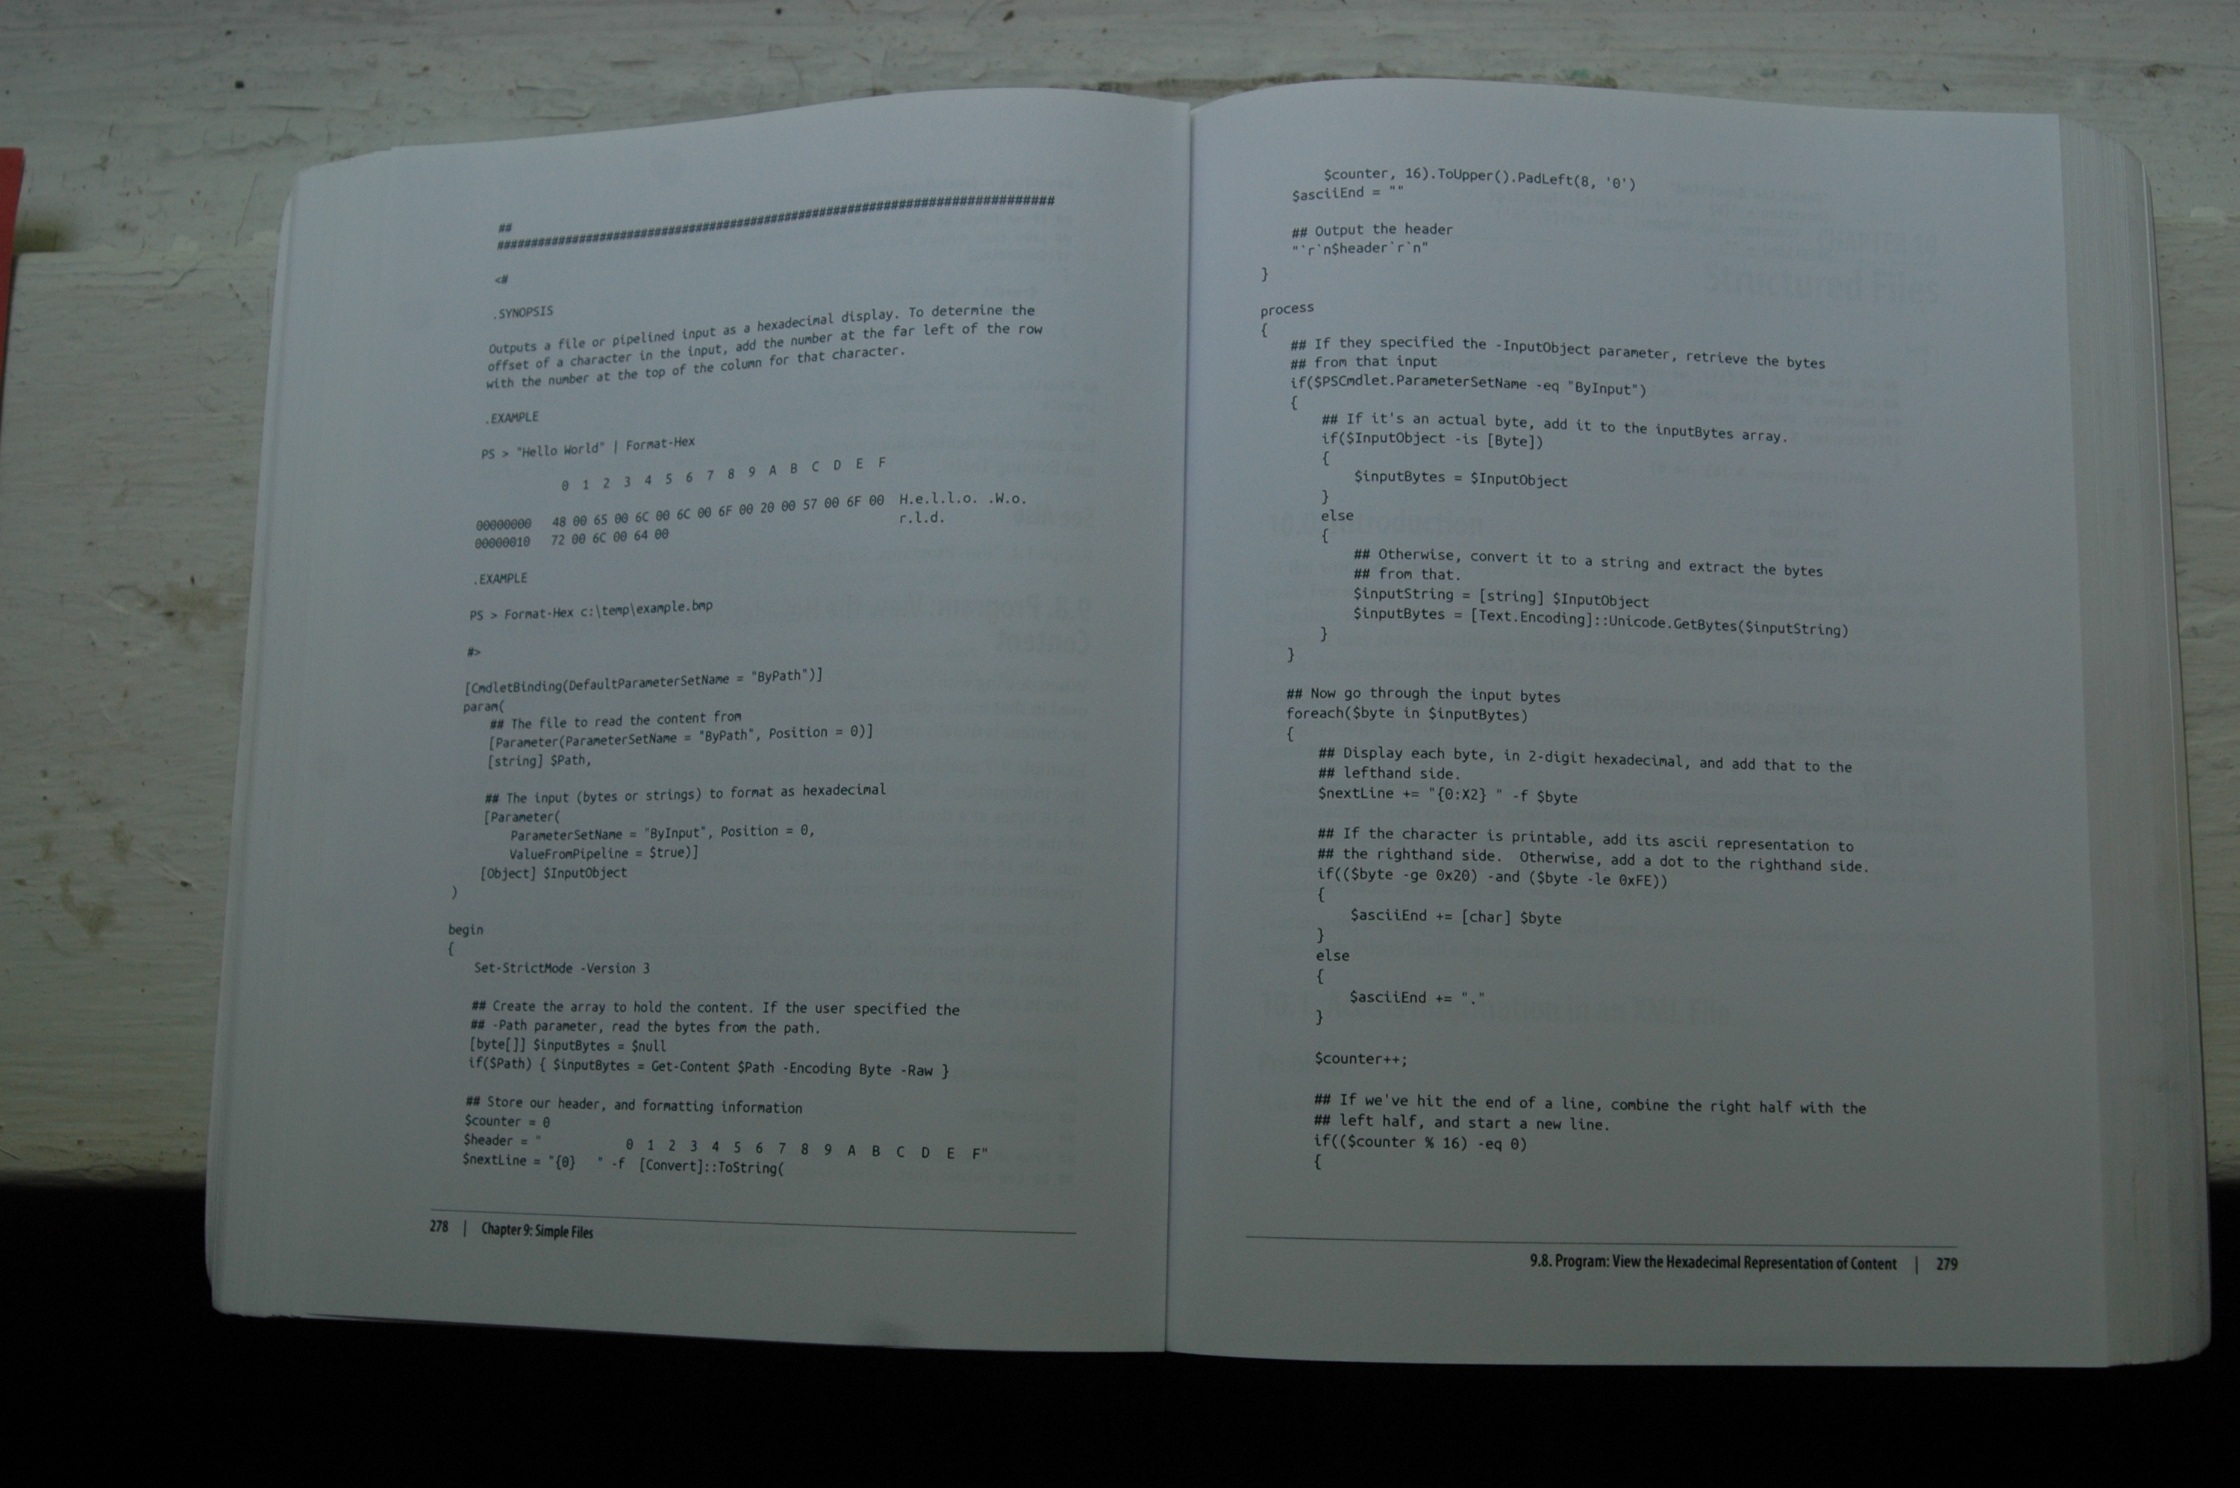 ##
##############################################################################
<#
.SYNOPSIS
Outputs a file or pipelined input as a hexadecimal display. To determine the
offset of a character in the input, add the number at the far left of the row
with the number at the top of the column for that character.
.EXAMPLE
PS > "Hello World" | Format-Hex
0 1 2 3 4 5 6 7 8 9 A B C D E F
00000000 48 00 65 00 6C 00 6C 00 6F 00 20 00 57 00 6F 00 H.e.l.l.o. .W.o.
00000010 72 00 6C 00 64 00 r.l.d.
.EXAMPLE
PS > Format-Hex c:\temp\example.bmp
#>
[CmdletBinding(DefaultParameterSetName = "ByPath")]
param(
## The file to read the content from
[Parameter(ParameterSetName = "ByPath", Position = 0)]
[string] $Path,
## The input (bytes or strings) to format as hexadecimal
[Parameter(
ParameterSetName = "ByInput", Position = 0,
ValueFromPipeline = $true)]
[Object] $InputObject
)
begin
{
Set-StrictMode -Version 3
## Create the array to hold the content. If the user specified the
## -Path parameter, read the bytes from the path.
[byte[]] $inputBytes = $null
if($Path) { $inputBytes = Get-Content $Path -Encoding Byte -Raw }
## Store our header, and formatting information
$counter = 0
$header = "            0 1 2 3 4 5 6 7 8 9 A B C D E F"
$nextLine = "{0}   " -f [Convert]::ToString(
278 | Chapter 9: Simple Files
$counter, 16).ToUpper().PadLeft(8, '0')
$asciiEnd = ""
## Output the header
"`r`n$header`r`n"
}
process
{
## If they specified the -InputObject parameter, retrieve the bytes
## from that input
if($PSCmdlet.ParameterSetName -eq "ByInput")
{
## If it's an actual byte, add it to the inputBytes array.
if($InputObject -is [Byte])
{
$inputBytes = $InputObject
}
else
{
## Otherwise, convert it to a string and extract the bytes
## from that.
$inputString = [string] $InputObject
$inputBytes = [Text.Encoding]::Unicode.GetBytes($inputString)
}
}
## Now go through the input bytes
foreach($byte in $inputBytes)
{
## Display each byte, in 2-digit hexadecimal, and add that to the
## lefthand side.
$nextLine += "{0:X2} " -f $byte
## If the character is printable, add its ascii representation to
## the righthand side.  Otherwise, add a dot to the righthand side.
if(($byte -ge 0x20) -and ($byte -le 0xFE))
{
$asciiEnd += [char] $byte
}
else
{
$asciiEnd += "."
}
$counter++;
## If we've hit the end of a line, combine the right half with the
## left half, and start a new line.
if(($counter % 16) -eq 0)
{
9.8. Program: View the Hexadecimal Representation of Content | 279